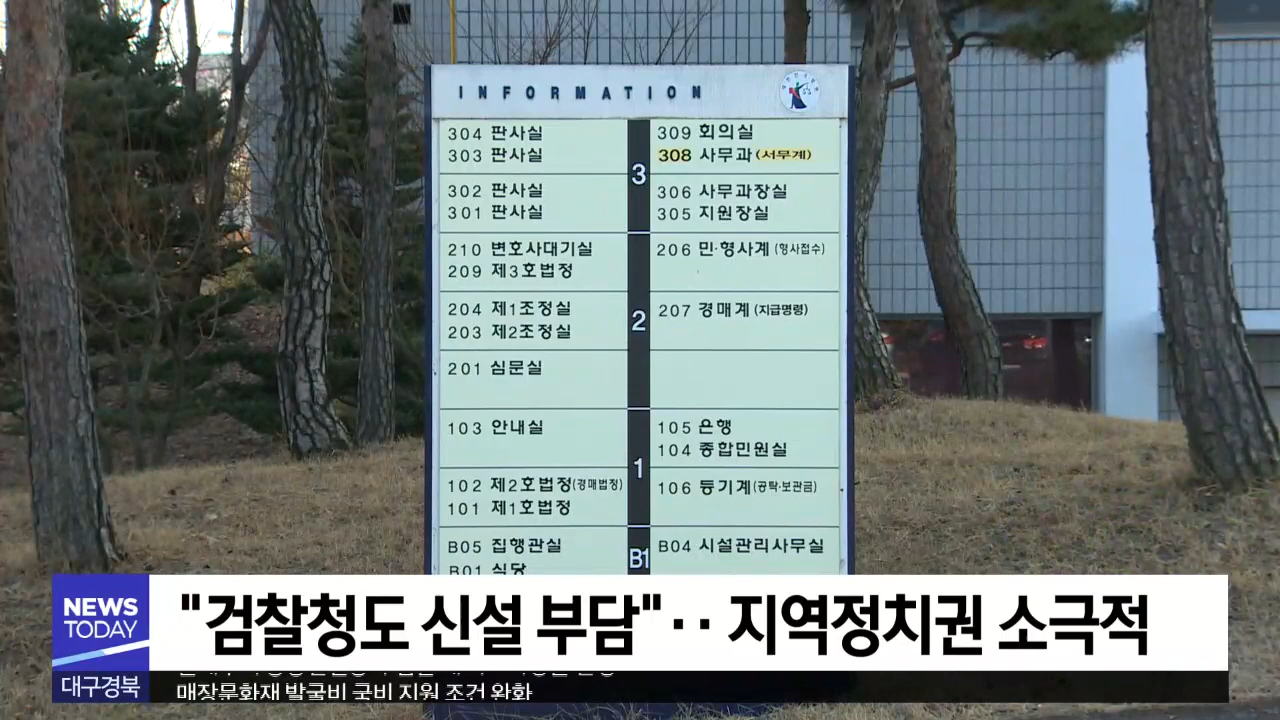 INFORMATION
304 판사실
303 판사실
302 판사실
301 판사실
3
309 회의실
308 사무과(서무계)
306 사무과장실
305 지원장실
210 변호사대기실
209 제3호법정
204 제1조정실
203 제2조정실
201 심문실
2
206 민·형사계 (형사접수)
207 경매계(지급명령)
103 안내실
102 제2호법정(경매법정)
101 제1호법정
1
105 은행
104 종합민원실
106 등기계(공탁·보관금)
B05 집행관실
B01 식당
B1
B04 시설관리사무실
NEWS
TODAY
대구경북
"검찰청도 신설 부담"‥ 지역정치권 소극적
매장문화재 발굴비 국비 지원 조건 완화